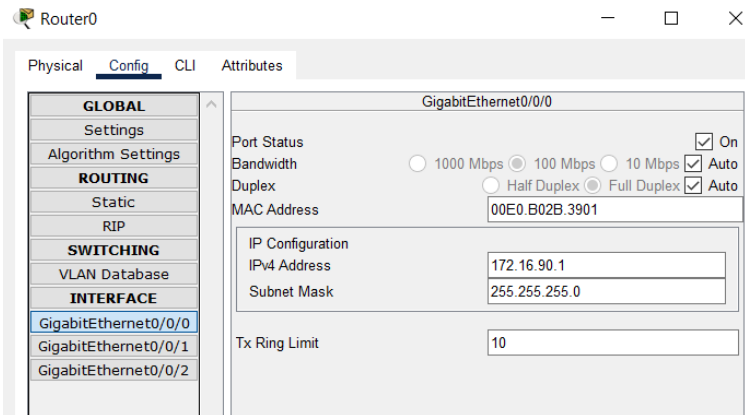 Router0
Physical Config CLI Attributes
GLOBAL
Settings
Algorithm Settings
ROUTING
Static
RIP
SWITCHING
VLAN Database
INTERFACE
GigabitEthernet0/0/0
GigabitEthernet0/0/1
GigabitEthernet0/0/2
GigabitEthernet0/0/0
Port Status On
Bandwidth 1000 Mbps 100 Mbps 10 Mbps Auto
Duplex Half Duplex Full Duplex Auto
MAC Address 00E0.B02B.3901
IP Configuration
IPv4 Address 172.16.90.1
Subnet Mask 255.255.255.0
Tx Ring Limit 10